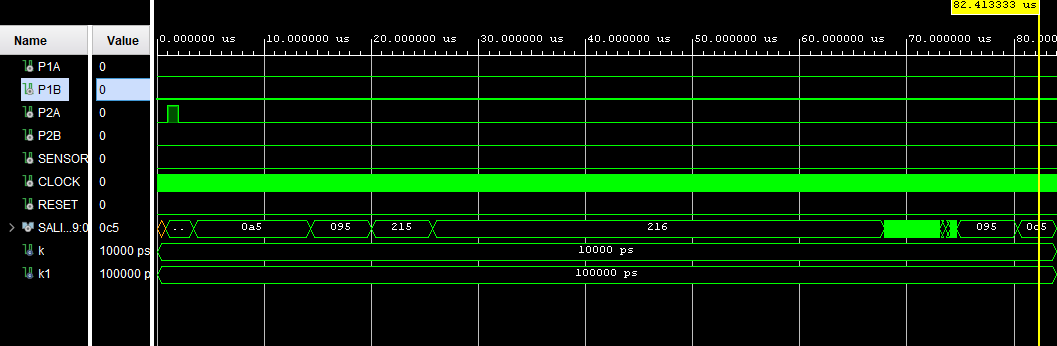 82.413333 us
Name Value 0.000000 us 10.000000 us 20.000000 us 30.000000 us 40.000000 us 50.000000 us 60.000000 us 70.000000 us 80.
P1A 0
P1B 0
P2A 0
P2B 0
SENSOR 0
CLOCK 0
RESET 0
SALI...9:0 0c5 .. 0a5 095 215 216 095 0c5
k 10000 ps 10000 ps
k1 100000 p 100000 ps